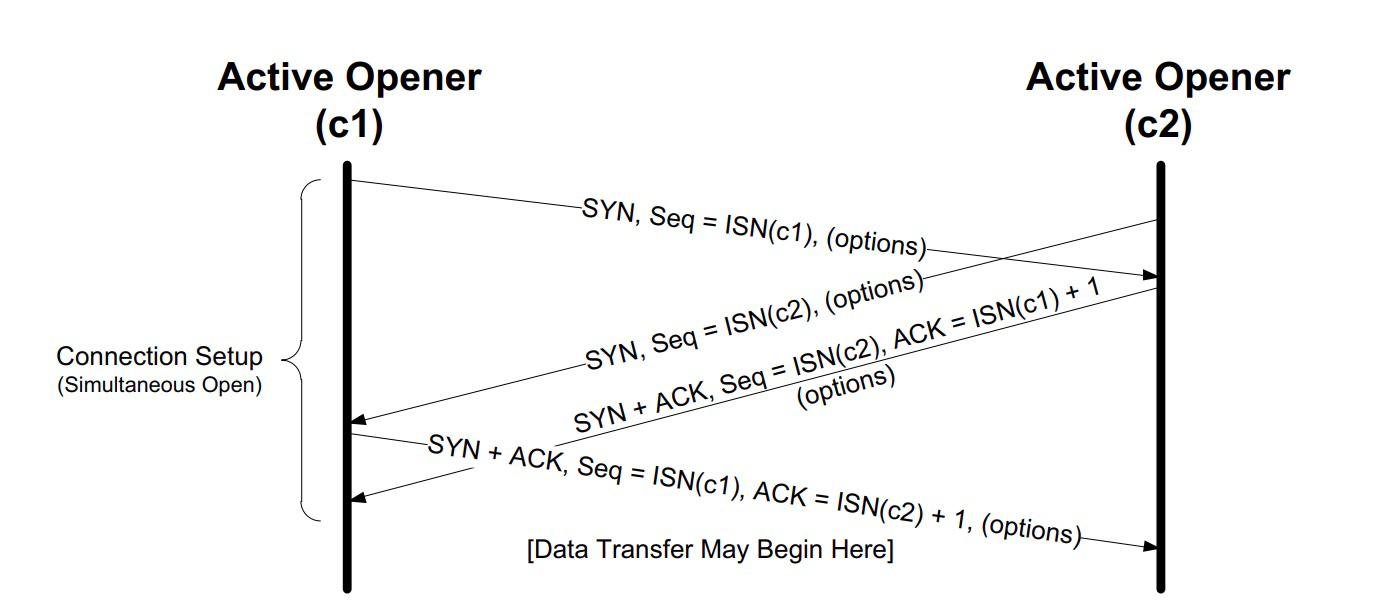 Active Opener
(c1)
Active Opener
(c2)
SYN, Seq = ISN(c1), (options)
SYN, Seq = ISN(c2), (options)
SYN + ACK, Seq = ISN(c2), ACK = ISN(c1) + 1
(options)
Connection Setup
(Simultaneous Open)
SYN + ACK, Seq = ISN(c1), ACK = ISN(c2) + 1, (options)
[Data Transfer May Begin Here]